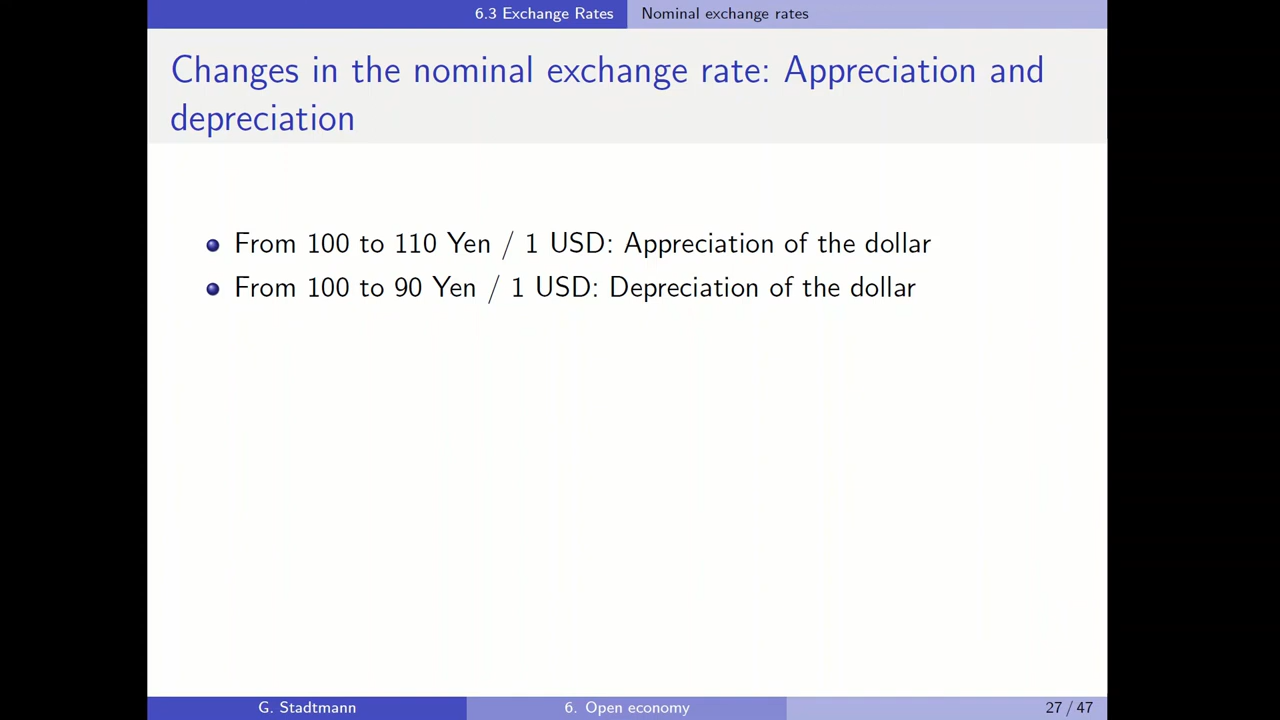 6.3 Exchange Rates Nominal exchange rates
Changes in the nominal exchange rate: Appreciation and
depreciation
From 100 to 110 Yen / 1 USD: Appreciation of the dollar
From 100 to 90 Yen / 1 USD: Depreciation of the dollar
G. Stadtmann 6. Open economy 27 / 47